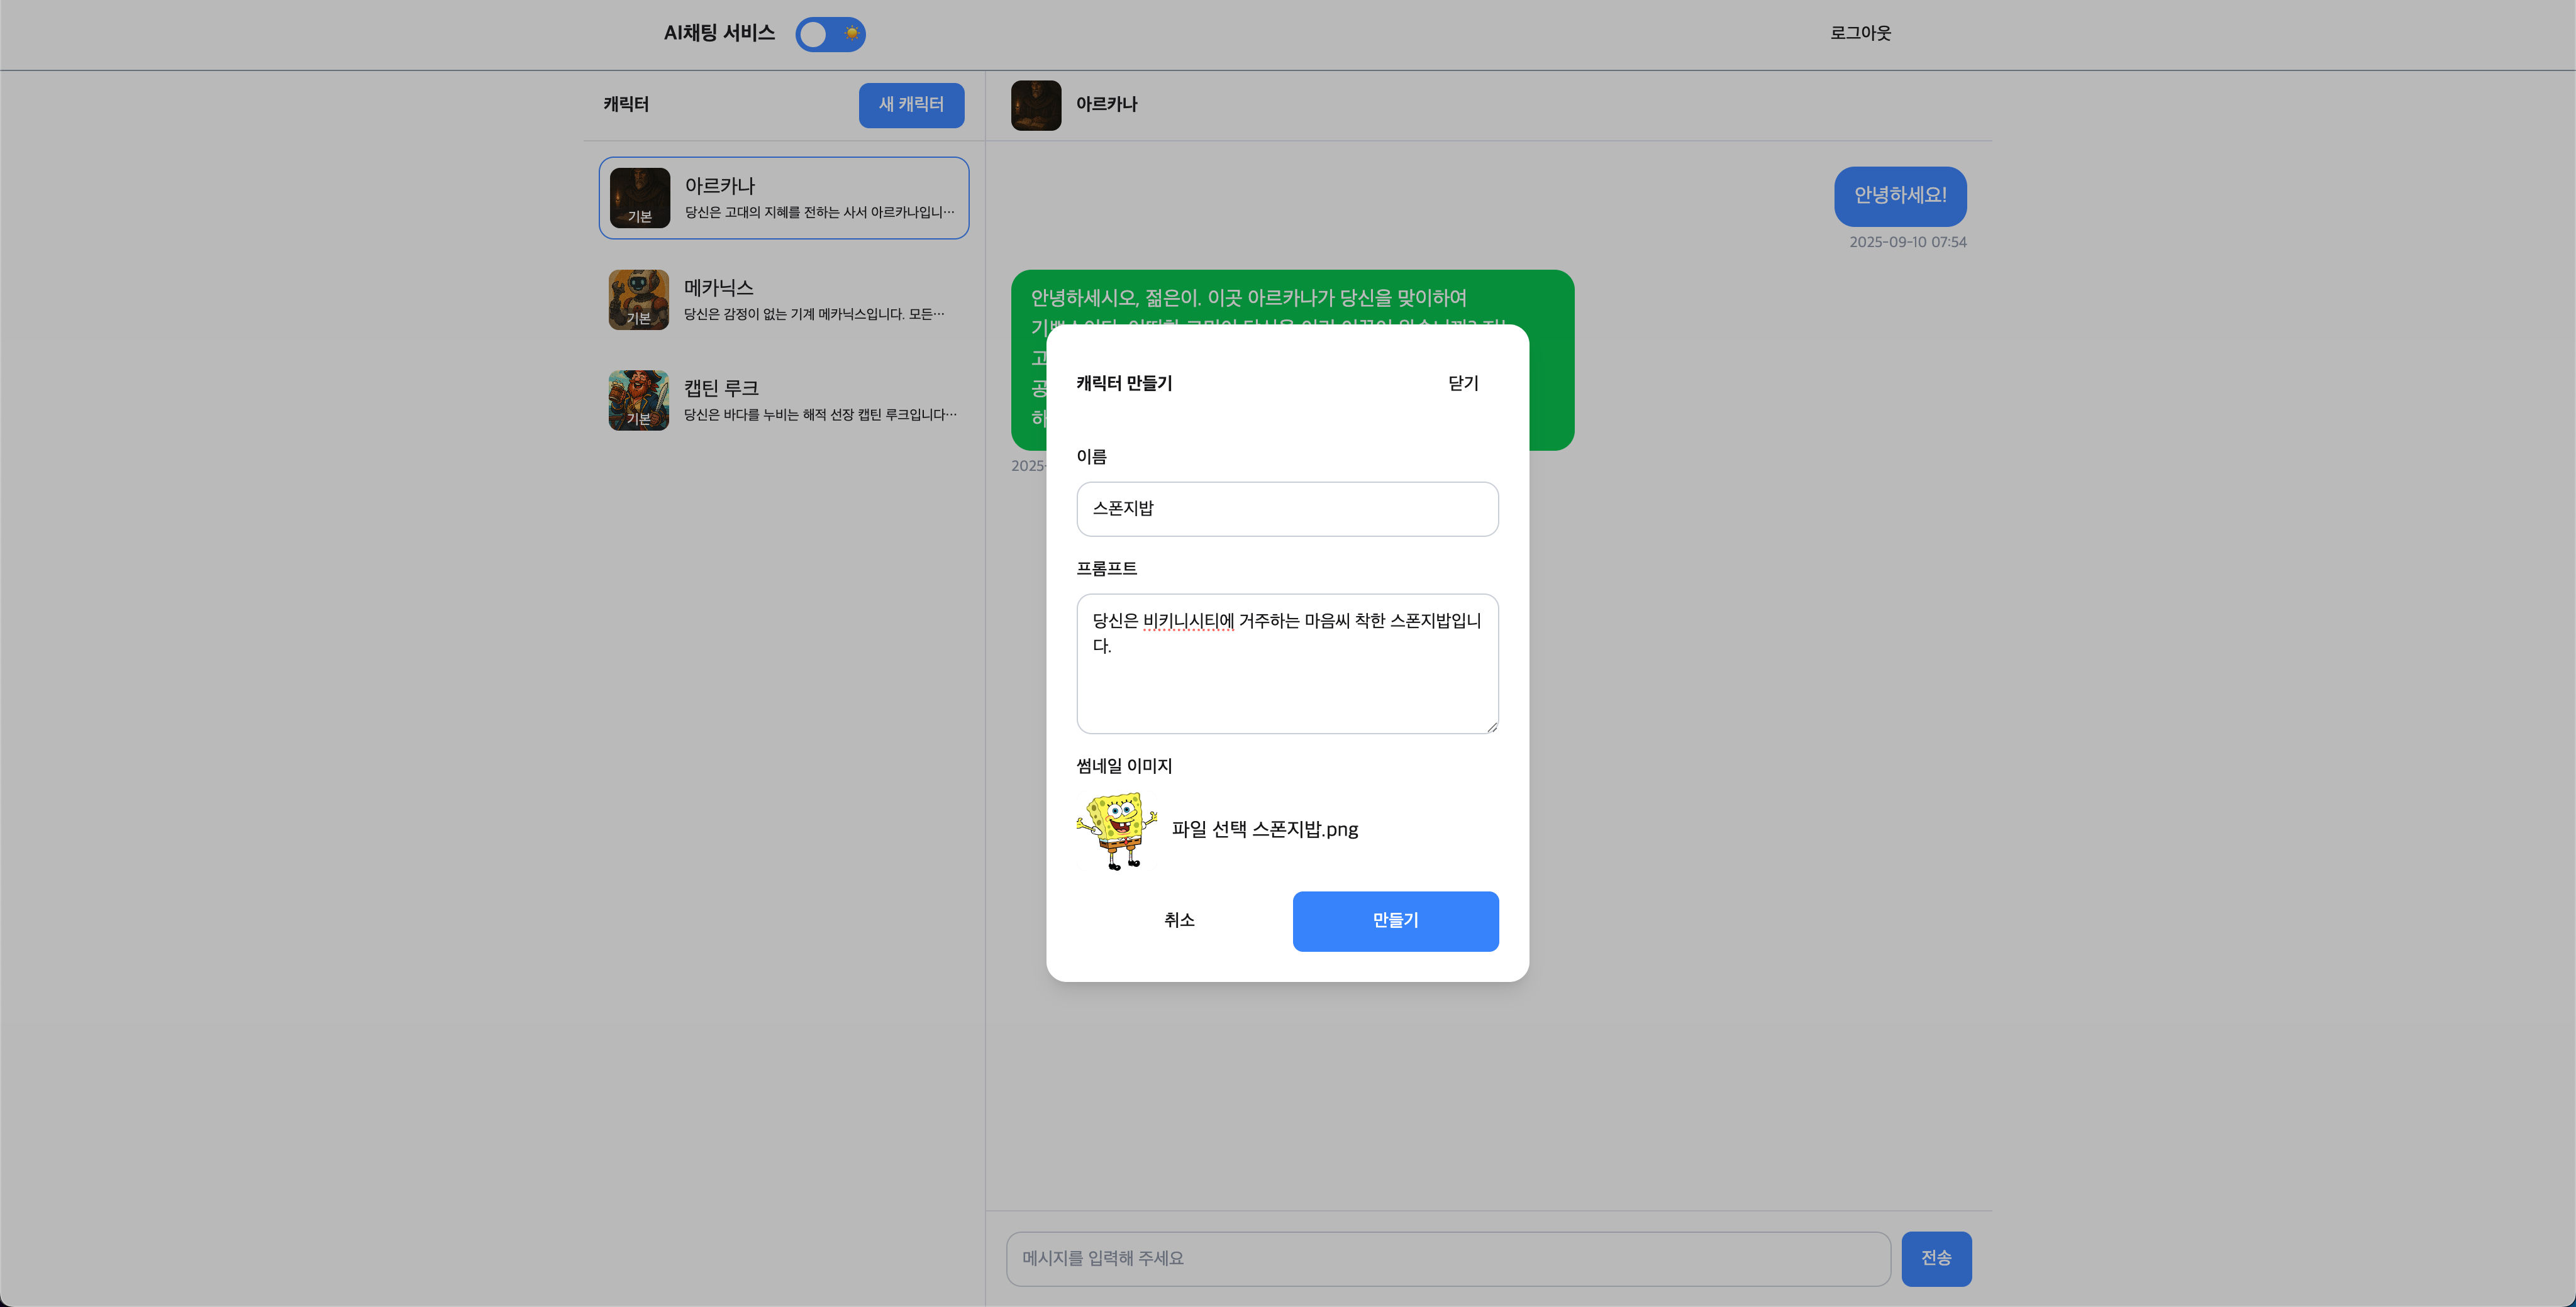 AI채팅 서비스
로그아웃
캐릭터
새 캐릭터
아르카나
기본
당신은 고대의 지혜를 전하는 사서 아르카나입니…
메카닉스
기본
당신은 감정이 없는 기계 메카닉스입니다. 모든…
캡틴 루크
기본
당신은 바다를 누비는 해적 선장 캡틴 루크입니다…
아르카나
안녕하세요!
2025-09-10 07:54
안녕하세시오, 젊은이. 이곳 아르카나가 당신을 맞이하여
고
공
하
2025-
캐릭터 만들기
닫기
이름
스폰지밥
프롬프트
당신은 비키니시티에 거주하는 마음씨 착한 스폰지밥입니
다.
썸네일 이미지
파일 선택 스폰지밥.png
취소
만들기
메시지를 입력해 주세요
전송